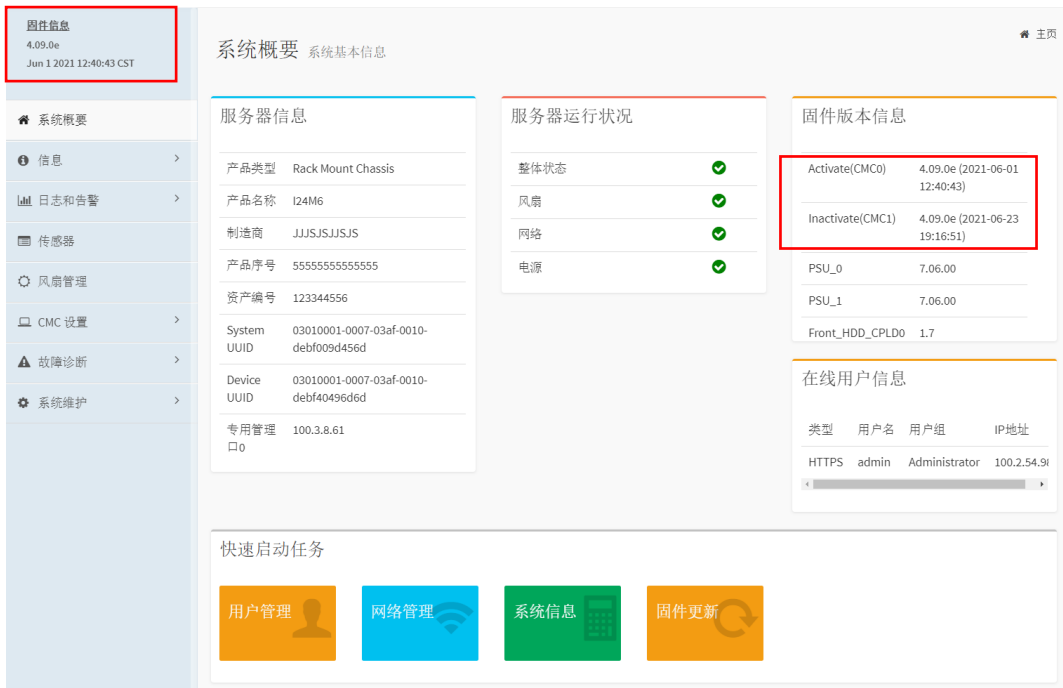 固件信息
4.09.0e
Jun 1 2021 12:40:43 CST
系统概要
信息
日志和告警
传感器
风扇管理
CMC 设置
故障诊断
系统维护
系统概要 系统基本信息
主页
服务器信息
产品类型 Rack Mount Chassis
产品名称 I24M6
制造商 JJJSJSJJSJS
产品序号 55555555555555
资产编号 123344556
System 03010001-0007-03af-0010-
UUID debf009d456d
Device 03010001-0007-03af-0010-
UUID debf40496d6d
专用管理 100.3.8.61
口0
服务器运行状况
整体状态
风扇
网络
电源
固件版本信息
Activate(CMC0) 4.09.0e (2021-06-01
12:40:43)
Inactivate(CMC1) 4.09.0e (2021-06-23
19:16:51)
PSU_0 7.06.00
PSU_1 7.06.00
Front_HDD_CPLD0 1.7
在线用户信息
类型 用户名 用户组 IP地址
HTTPS admin Administrator 100.2.54.98
快速启动任务
用户管理
网络管理
系统信息
固件更新